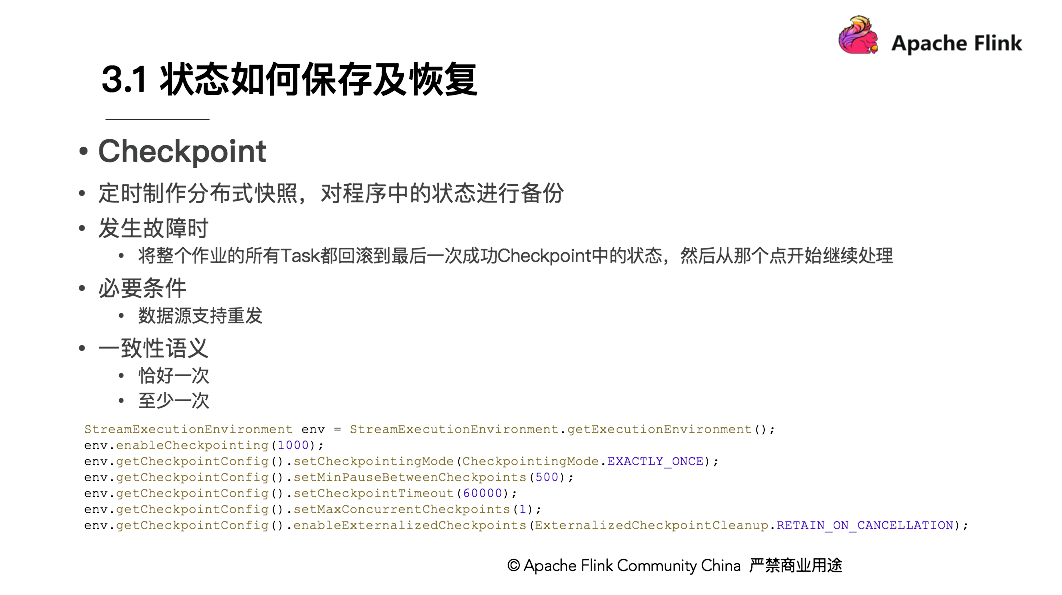 Apache Flink
3.1 状态如何保存及恢复
• Checkpoint
• 定时制作分布式快照，对程序中的状态进行备份
• 发生故障时
• 将整个作业的所有Task都回滚到最后一次成功Checkpoint中的状态，然后从那个点开始继续处理
• 必要条件
• 数据源支持重发
• 一致性语义
• 恰好一次
• 至少一次
StreamExecutionEnvironment env = StreamExecutionEnvironment.getExecutionEnvironment();
env.enableCheckpointing(1000);
env.getCheckpointConfig().setCheckpointingMode(CheckpointingMode.EXACTLY_ONCE);
env.getCheckpointConfig().setMinPauseBetweenCheckpoints(500);
env.getCheckpointConfig().setCheckpointTimeout(60000);
env.getCheckpointConfig().setMaxConcurrentCheckpoints(1);
env.getCheckpointConfig().enableExternalizedCheckpoints(ExternalizedCheckpointCleanup.RETAIN_ON_CANCELLATION);
© Apache Flink Community China 严禁商业用途